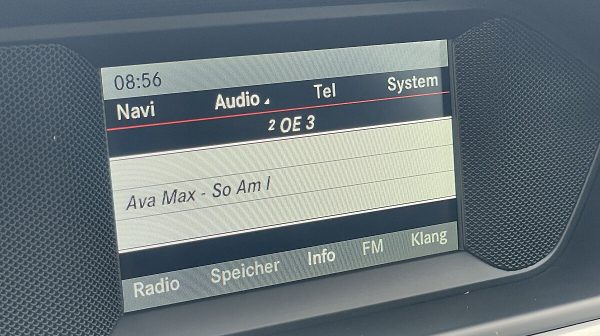 08:56
Navi Audio Tel System
2 OE 3
Ava Max - So Am I
Radio Speicher Info FM Klang